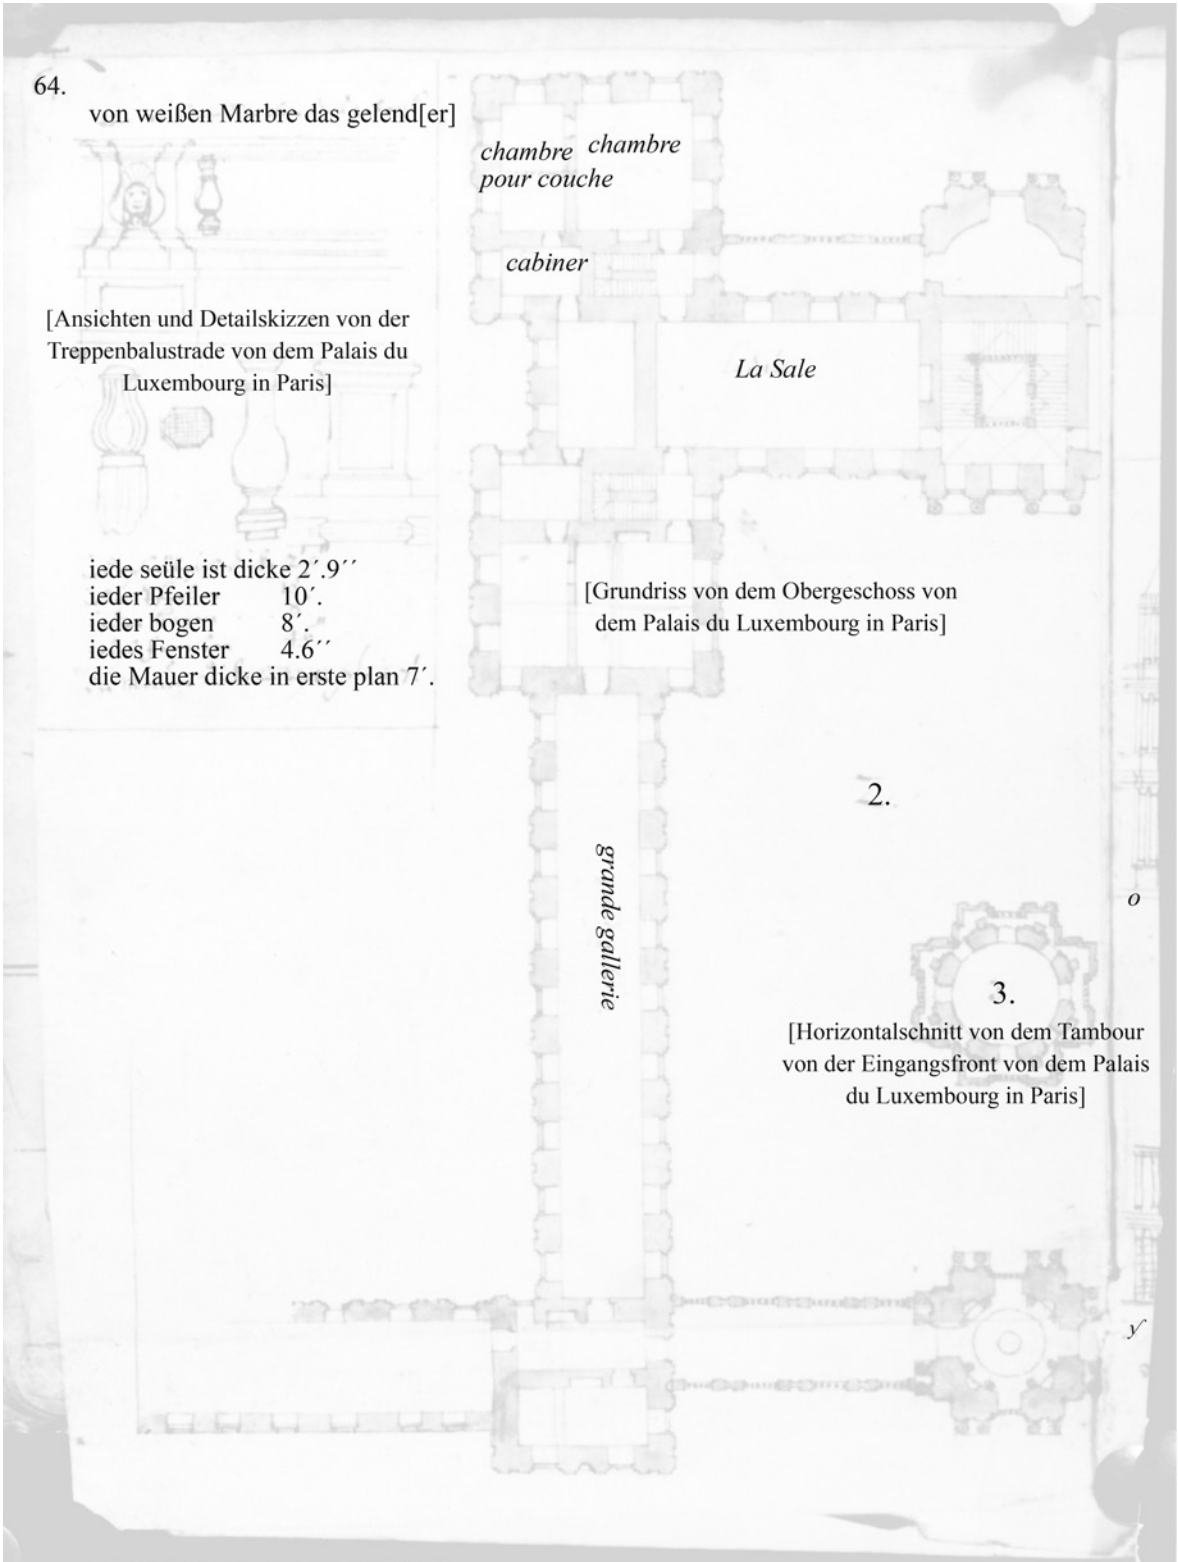 64.
von weißen Marbre das gelend[er]
chambre chambre
pour couche
cabiner
[Ansichten und Detailskizzen von der
Treppenbalustrade von dem Palais du
Luxembourg in Paris]
La Sale
iede seüle ist dicke 2´.9´´
ieder Pfeiler 10´.
ieder bogen 8´.
iedes Fenster 4.6´´
die Mauer dicke in erste plan 7´.
[Grundriss von dem Obergeschoss von
dem Palais du Luxembourg in Paris]
2.
grande gallerie
o
3.
[Horizontalschnitt von dem Tambour
von der Eingangsfront von dem Palais
du Luxembourg in Paris]
y